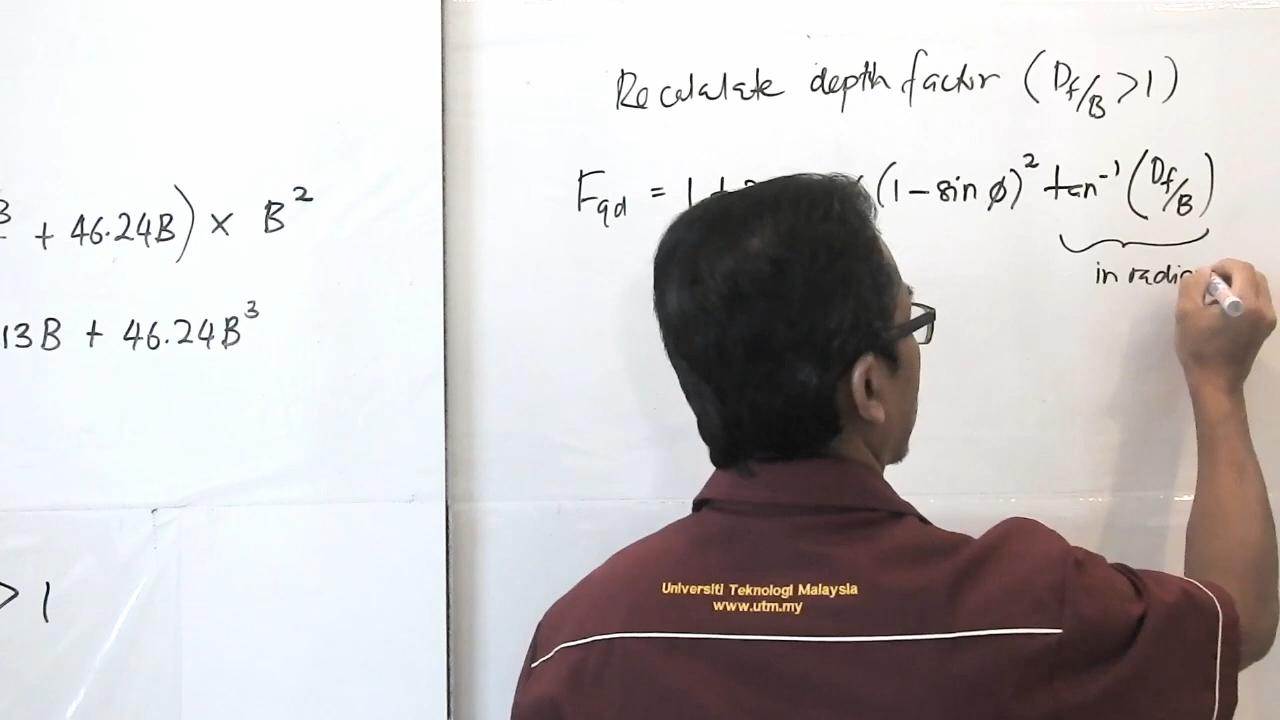 + 46.24B) × B²
13B + 46.24B³
> 1
Recalculate depth factor (Df/B > 1)
Fqd = 1 + 2 (1 - sin ϕ)² tan⁻¹ (Df/B)
in radi
Universiti Teknologi Malaysia
www.utm.my